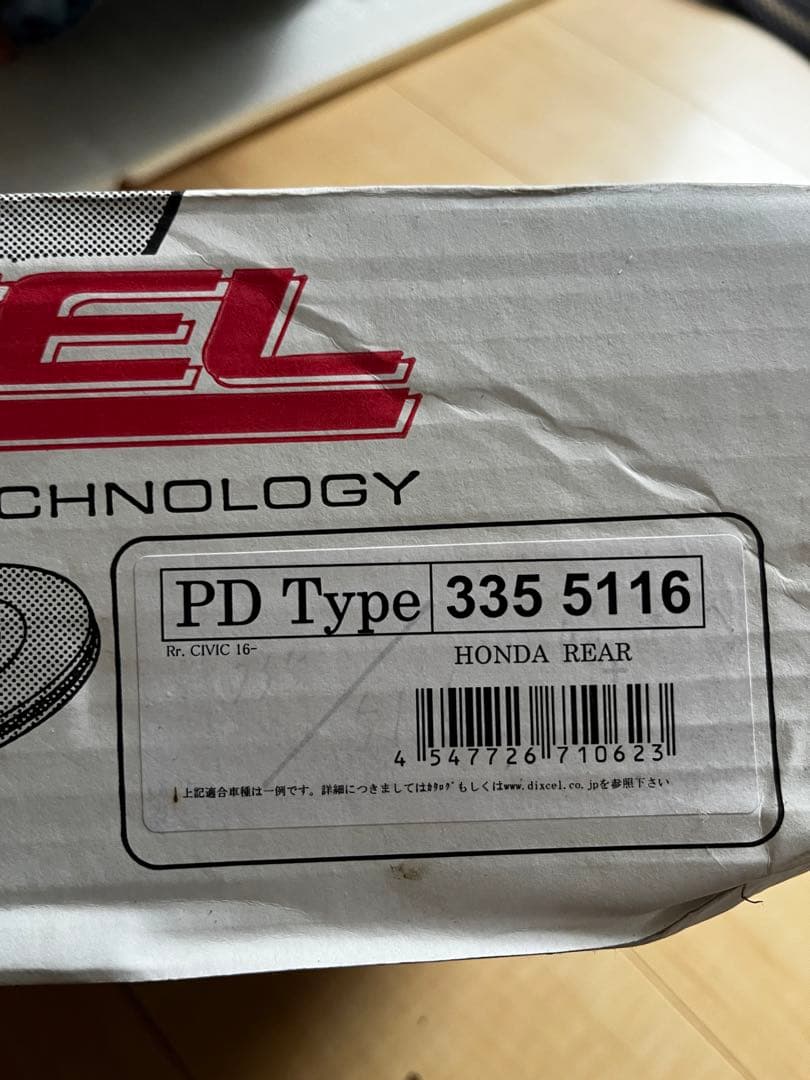 CEL
CHNOLOGY
PD Type 335 5116
Rr. CIVIC 16-
HONDA REAR
4 547726 710623
上記適合車種は一例です。詳細につきましてはｶﾀﾛｸﾞもしくはwww.dixcel.co.jpを参照下さい